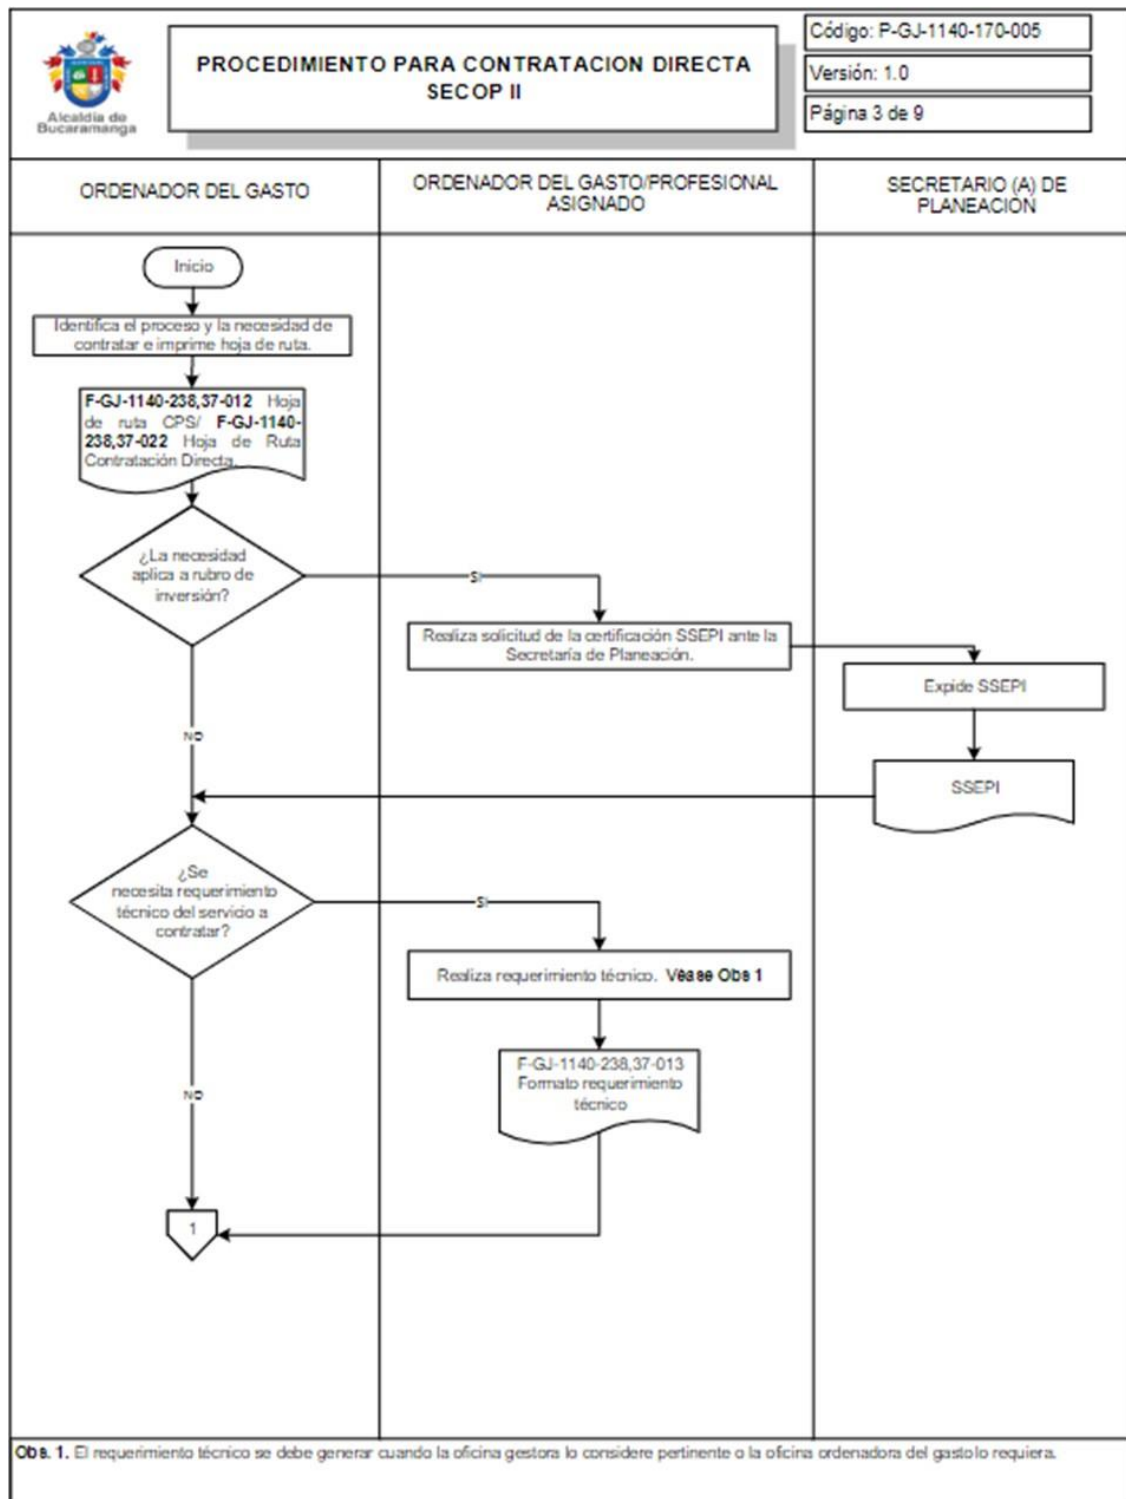 Alcaldía de
Bucaramanga
PROCEDIMIENTO PARA CONTRATACION DIRECTA
SECOP II
Código: P-GJ-1140-170-005
Versión: 1.0
Página 3 de 9
ORDENADOR DEL GASTO
ORDENADOR DEL GASTO/PROFESIONAL
ASIGNADO
SECRETARIO (A) DE
PLANEACIÓN
Inicio
Identifica el proceso y la necesidad de
contratar e imprime hoja de ruta.
F-GJ-1140-238,37-012 Hoja
de ruta CPS/ F-GJ-1140-
238,37-022 Hoja de Ruta
Contratación Directa.
¿La necesidad
aplica a rubro de
inversión?
SI
Realiza solicitud de la certificación SSEPI ante la
Secretaría de Planeación.
Expide SSEPI
NO
SSEPI
¿Se
necesita requerimiento
técnico del servicio a
contratar?
SI
Realiza requerimiento técnico. Véase Obs 1
F-GJ-1140-238,37-013
Formato requerimiento
técnico
NO
1
Obs. 1. El requerimiento técnico se debe generar cuando la oficina gestora lo considere pertinente o la oficina ordenadora del gasto lo requiera.